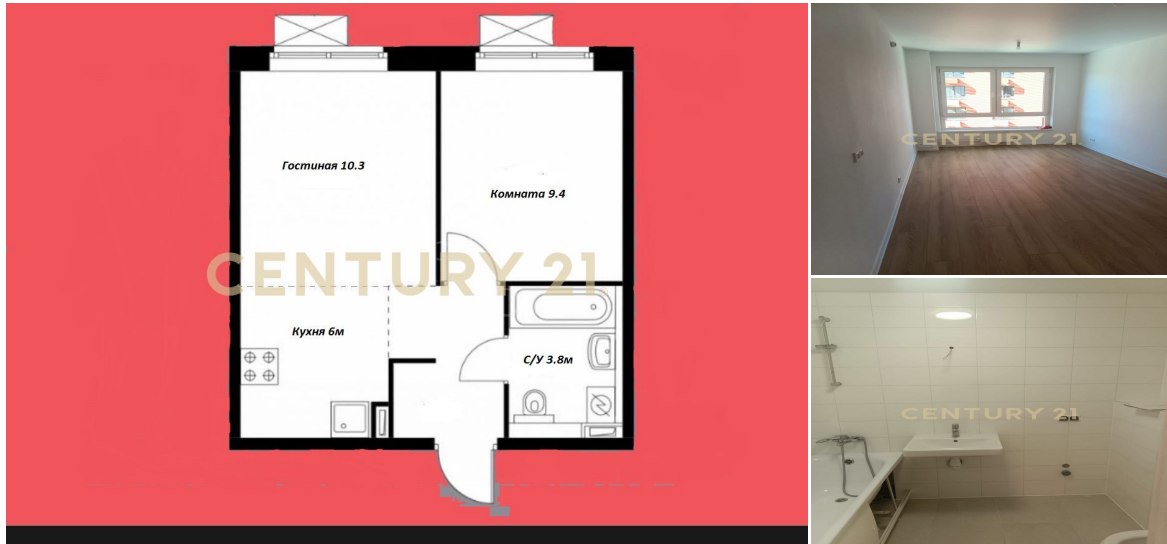 Гостиная 10.3
Комната 9.4
CENTURY 21
Кухня 6м
С/У 3.8м
CENTURY 21
CENTURY 21